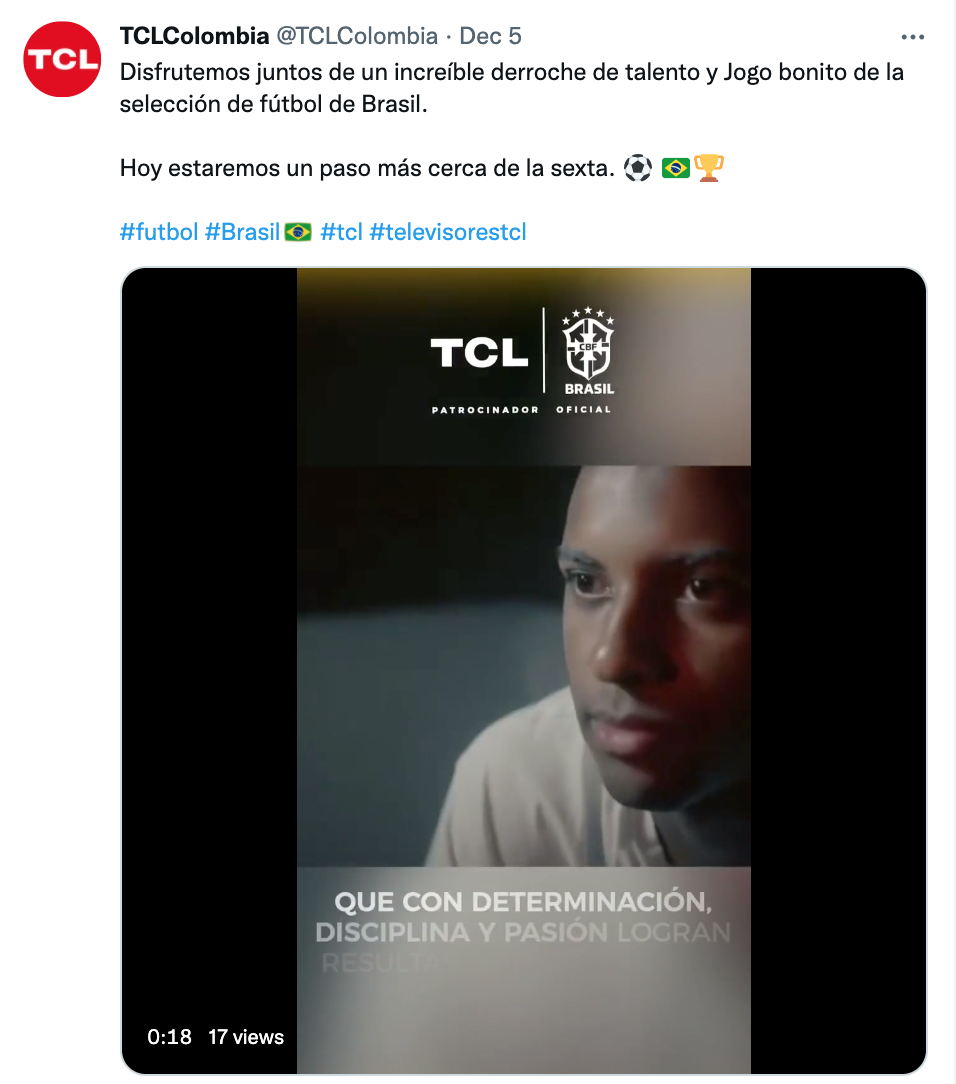 TCL
TCLColombia @TCLColombia · Dec 5
Disfrutemos juntos de un increíble derroche de talento y Jogo bonito de la
selección de fútbol de Brasil.
Hoy estaremos un paso más cerca de la sexta. ⚽ 🇧🇷🏆
#futbol #Brasil🇧🇷 #tcl #televisorestcl
TCL
CBF
BRASIL
PATROCINADOR OFICIAL
QUE CON DETERMINACIÓN,
DISCIPLINA Y PASIÓN LOGRAN
0:18 17 views